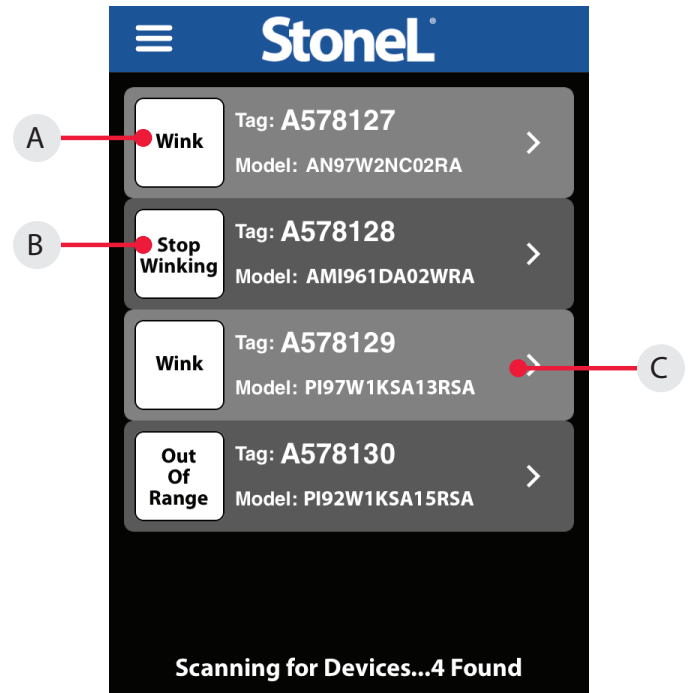 StoneL®
A
Wink
Tag: A578127
Model: AN97W2NC02RA
B
Stop
Winking
Tag: A578128
Model: AMI961DA02WRA
Wink
Tag: A578129
Model: PI97W1KSA13RSA
C
Out
Of
Range
Tag: A578130
Model: PI92W1KSA15RSA
Scanning for Devices...4 Found